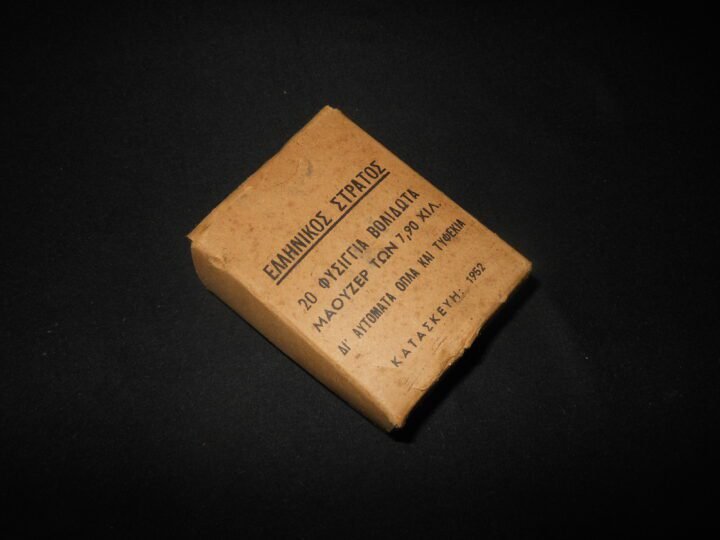 ΕΛΛΗΝΙΚΟΣ ΣΤΡΑΤΟΣ
20 ΦΥΣΙΓΓΙΑ ΒΟΛΙΔΩΤΑ
ΜΑΟΥΖΕΡ ΤΩΝ 7,90 ΧΙΛ.
ΔΙ' ΑΥΤΟΜΑΤΑ ΟΠΛΑ ΚΑΙ ΤΥΦΕΚΙΑ
ΚΑΤΑΣΚΕΥΗ: 1952